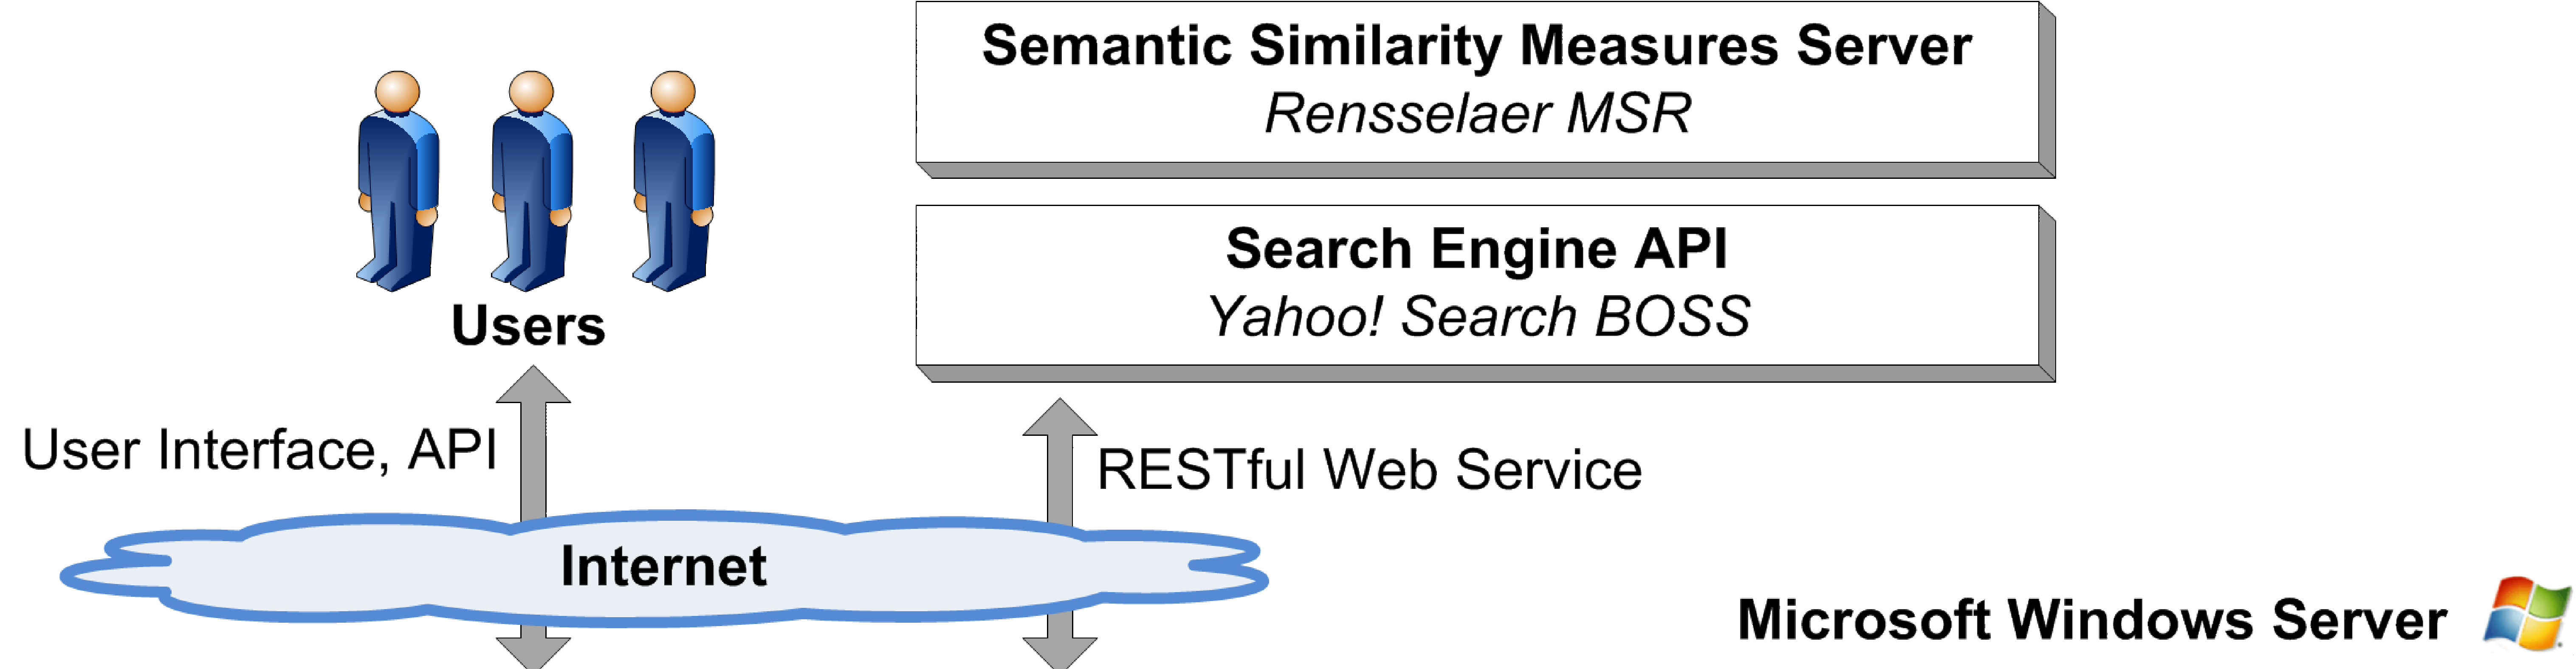 Semantic Similarity Measures Server
Rensselaer MSR
Search Engine API
Yahoo! Search BOSS
Users
User Interface, API
RESTful Web Service
Internet
Microsoft Windows Server